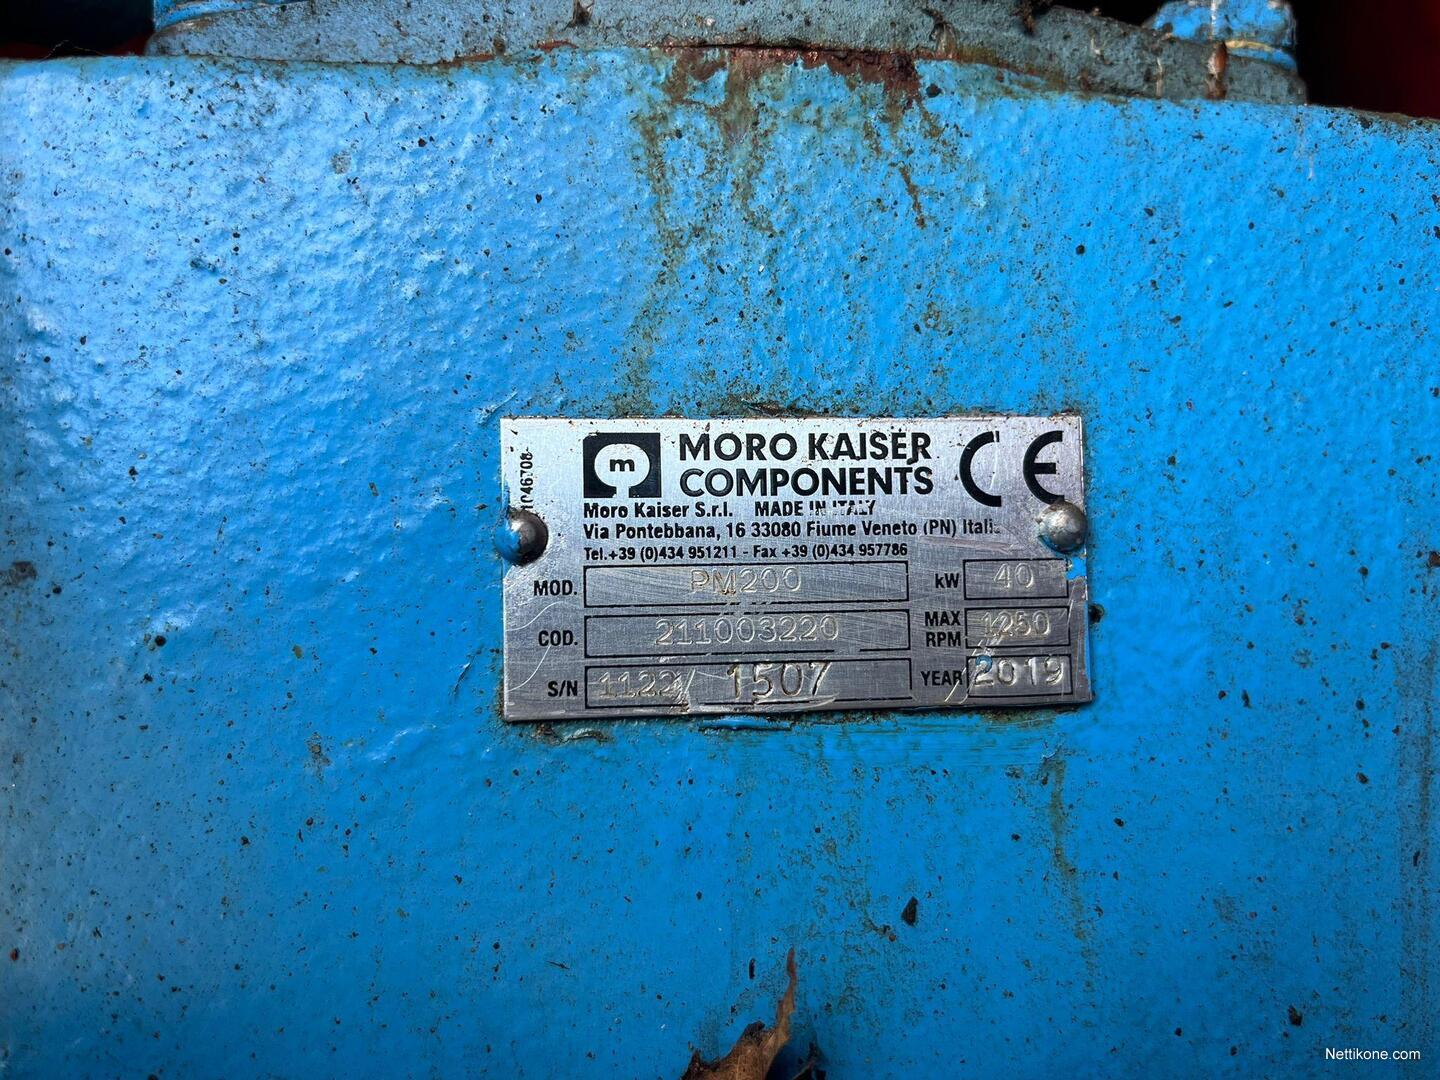 m
MORO KAISER
COMPONENTS
CE
Moro Kaiser S.r.l. MADE IN ITALY
Via Pontebbana, 16 33080 Fiume Veneto (PN) Italia
Tel.+39 (0)434 951211 - Fax +39 (0)434 957786
MOD. PM200 kW 40
COD. 211003220 MAX RPM 1250
S/N 1122/ 1507 YEAR 2019
Nettikone.com